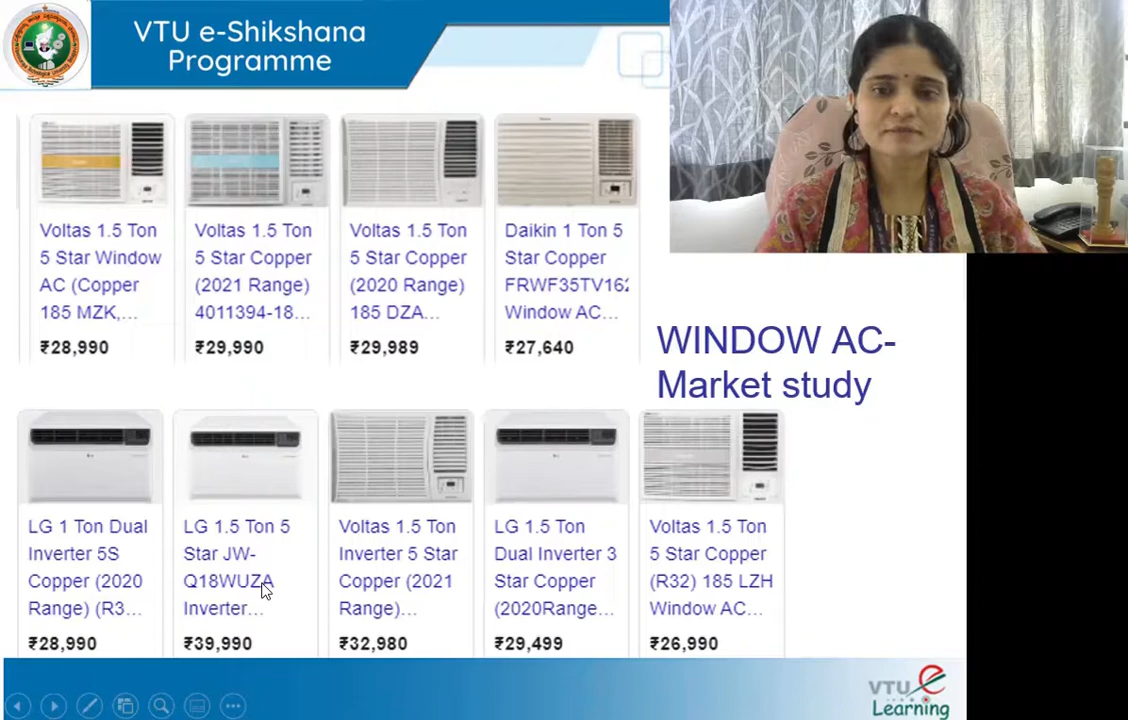 VTU e-Shikshana
Programme
Voltas 1.5 Ton
5 Star Window
AC (Copper
185 MZK,...
₹28,990
Voltas 1.5 Ton
5 Star Copper
(2021 Range)
4011394-18...
₹29,990
Voltas 1.5 Ton
5 Star Copper
(2020 Range)
185 DZA...
₹29,989
Daikin 1 Ton 5
Star Copper
FRWF35TV162
Window AC...
₹27,640
WINDOW AC-
Market study
LG 1 Ton Dual
Inverter 5S
Copper (2020
Range) (R3...
₹28,990
LG 1.5 Ton 5
Star JW-
Q18WUZA
Inverter...
₹39,990
Voltas 1.5 Ton
Inverter 5 Star
Copper (2021
Range)...
₹32,980
LG 1.5 Ton
Dual Inverter 3
Star Copper
(2020Range...
₹29,499
Voltas 1.5 Ton
5 Star Copper
(R32) 185 LZH
Window AC...
₹26,990
VTU e
Learning